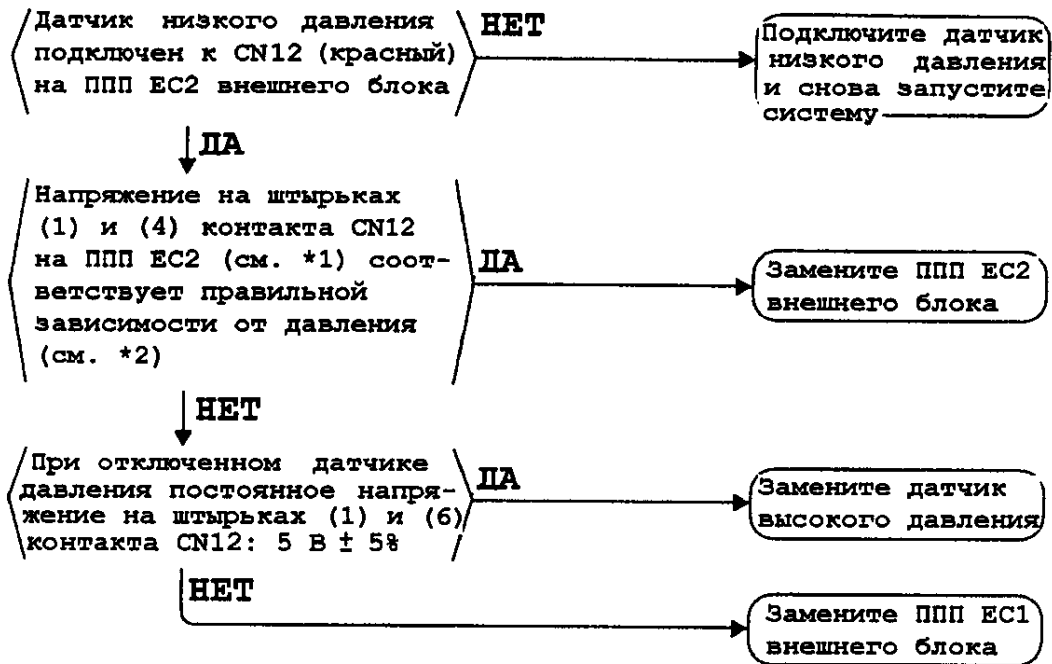 Датчик низкого давления
подключен к CN12 (красный)
на ППП EC2 внешнего блока
НЕТ
Подключите датчик
низкого давления
и снова запустите
систему
ДА
Напряжение на штырьках
(1) и (4) контакта CN12
на ППП EC2 (см. *1) соот-
ветствует правильной
зависимости от давления
(см. *2)
ДА
Замените ППП EC2
внешнего блока
НЕТ
При отключенном датчике
давления постоянное напря-
жение на штырьках (1) и (6)
контакта CN12: 5 В ± 5%
ДА
Замените датчик
высокого давления
НЕТ
Замените ППП EC1
внешнего блока